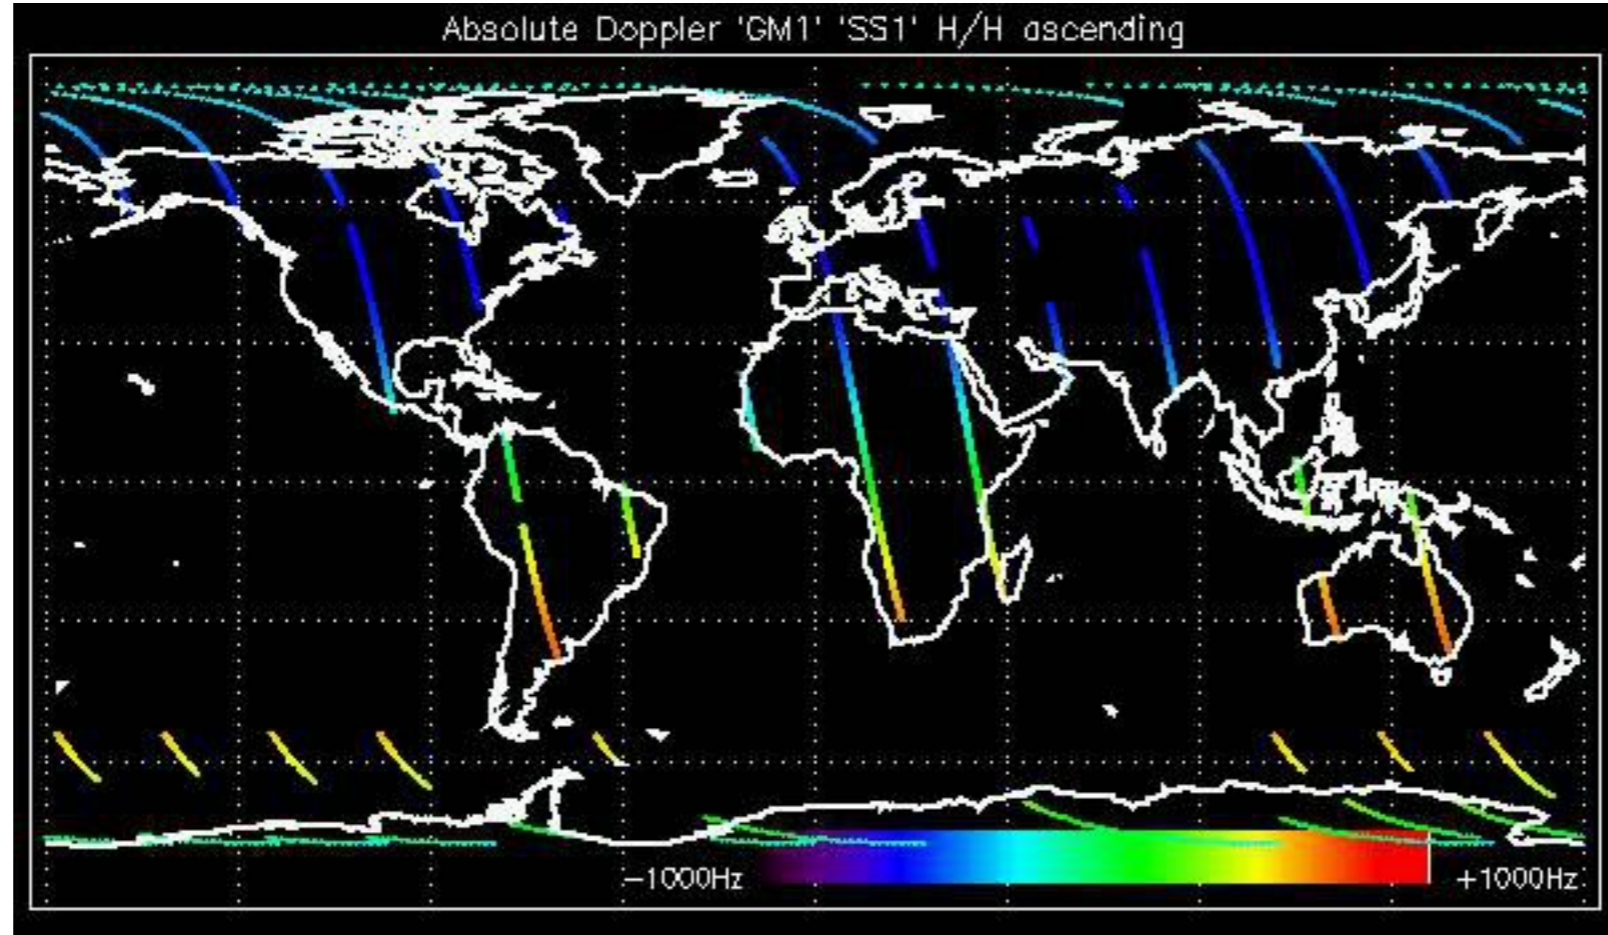 Absolute Doppler 'GM1' 'SS1' H/H ascending
−1000Hz
+1000Hz